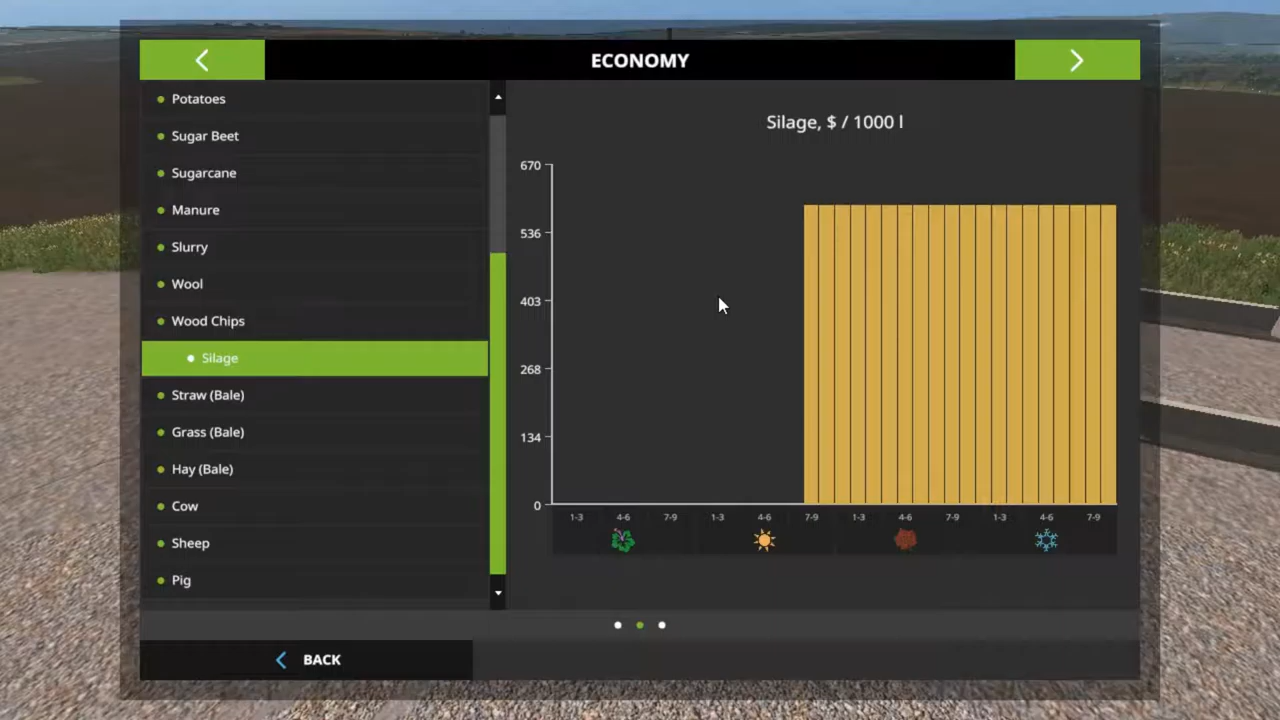 ECONOMY
Potatoes
Sugar Beet
Sugarcane
Manure
Slurry
Wool
Wood Chips
Silage
Straw (Bale)
Grass (Bale)
Hay (Bale)
Cow
Sheep
Pig
Silage, $ / 1000 l
670
536
403
268
134
0
1-3 4-6 7-9 1-3 4-6 7-9 1-3 4-6 7-9 1-3 4-6 7-9
BACK